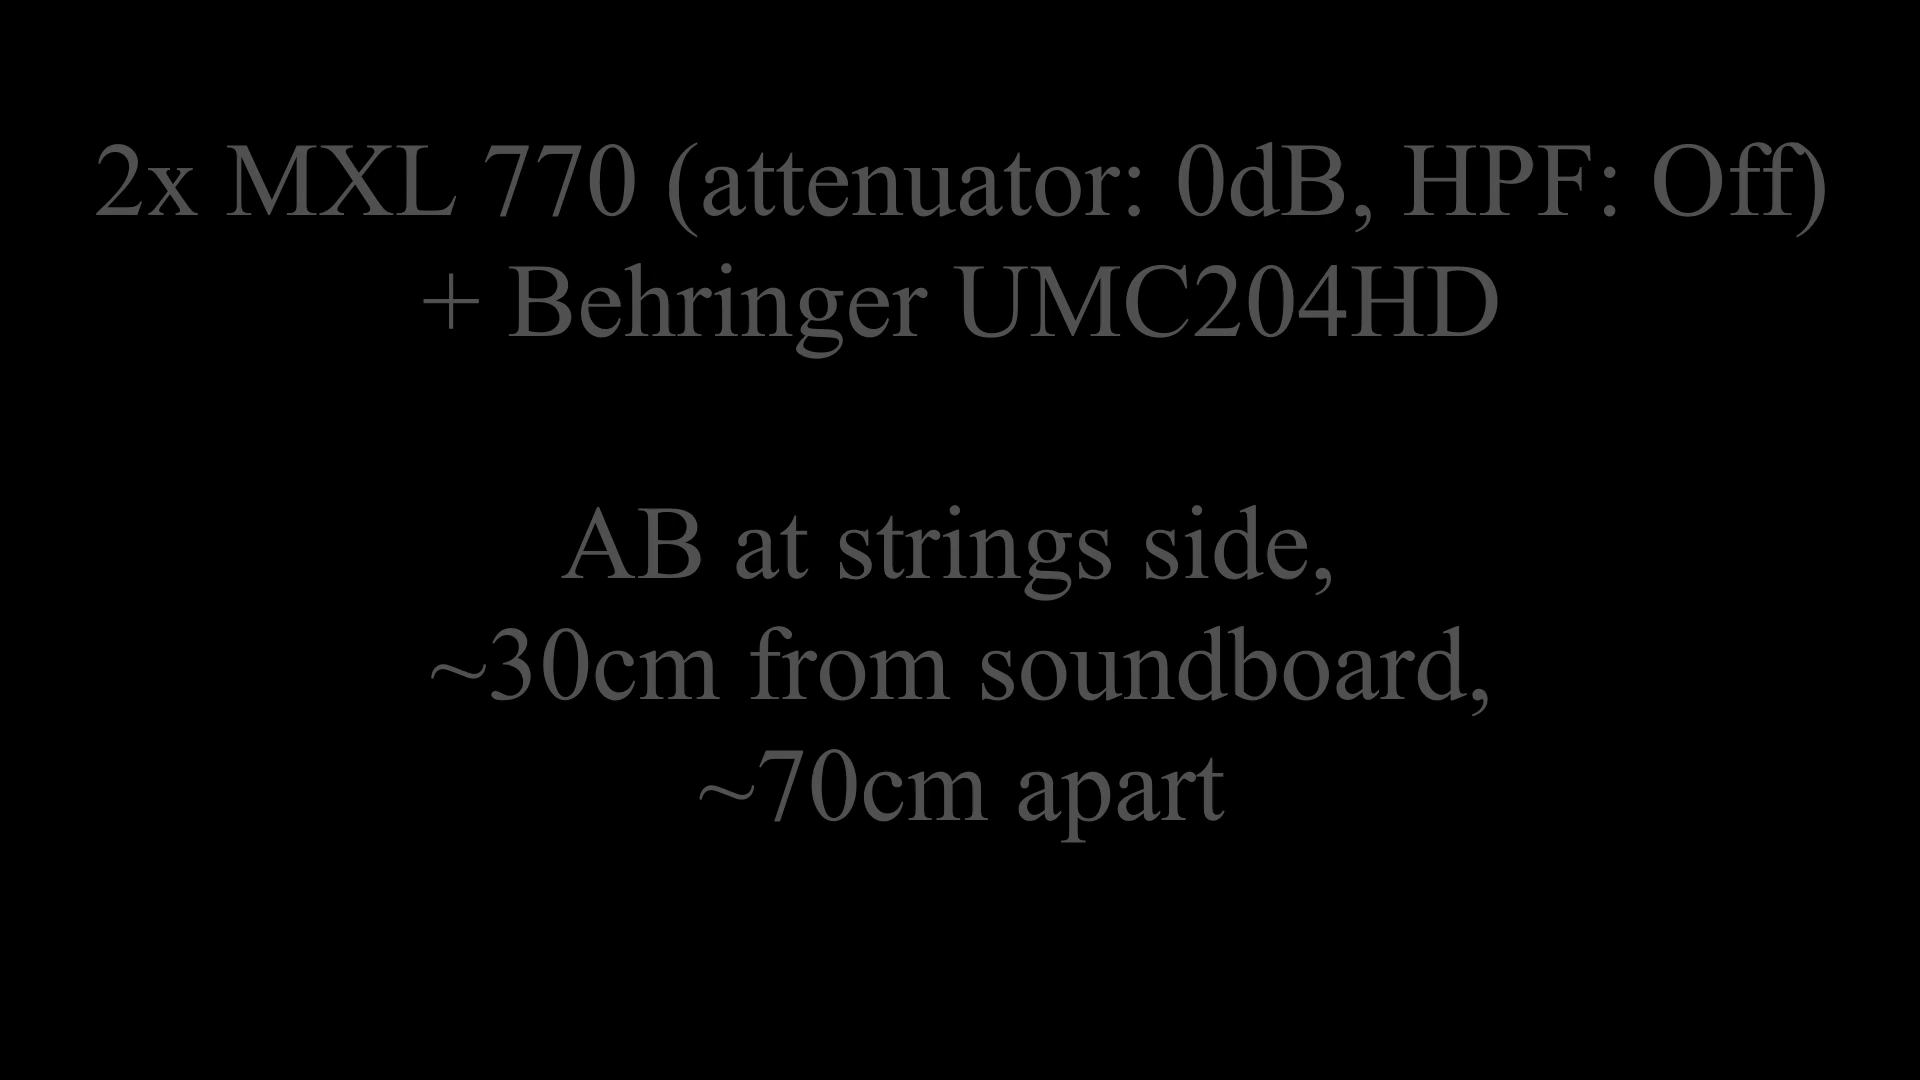 2x MXL 770 (attenuator: 0dB, HPF: Off)
+ Behringer UMC204HD
AB at strings side,
~30cm from soundboard,
~70cm apart